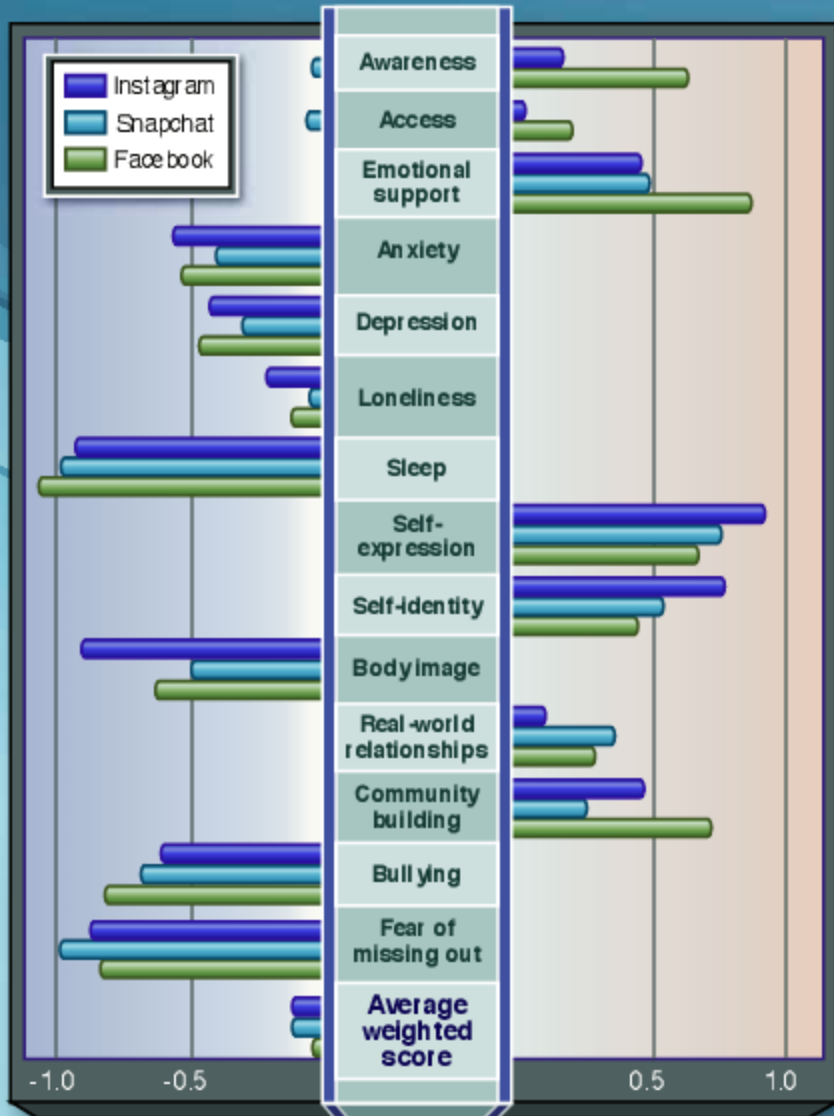 Instagram
Snapchat
Facebook
Awareness
Access
Emotional
support
Anxiety
Depression
Loneliness
Sleep
Self-
expression
Self-identity
Body image
Real-world
relationships
Community
building
Bullying
Fear of
missing out
Average
weighted
score
-1.0 -0.5 0.5 1.0